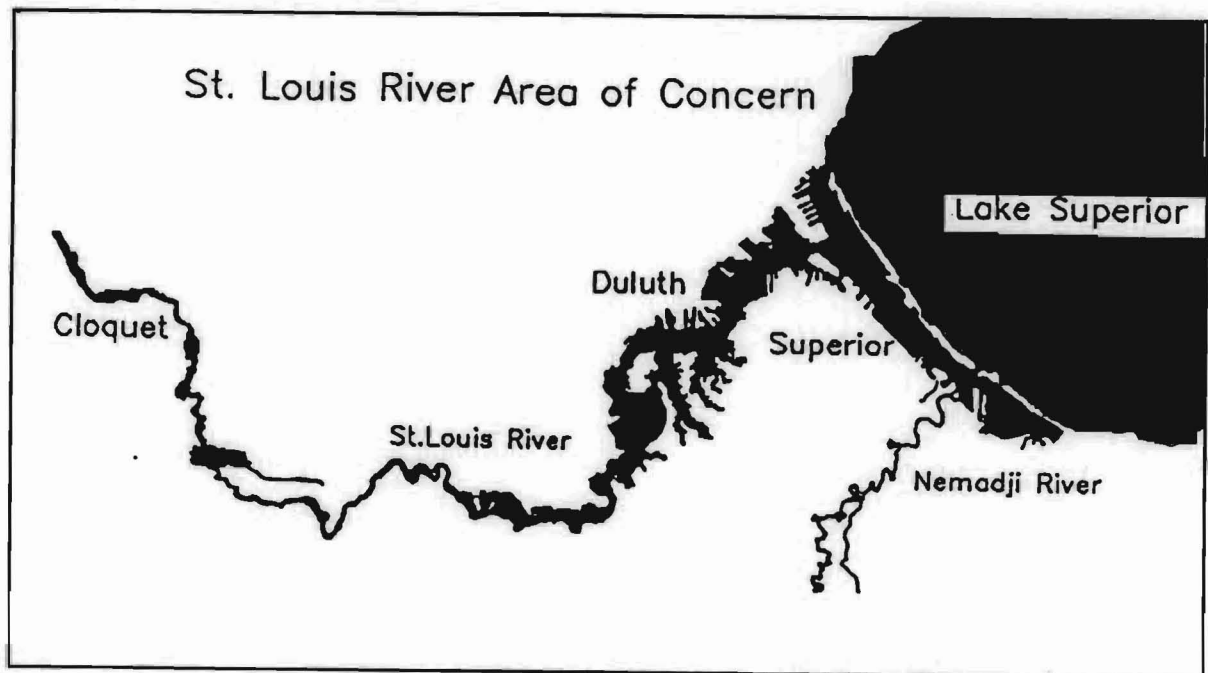 St. Louis River Area of Concern
Lake Superior
Duluth
Cloquet
Superior
St.Louis River
Nemadji River